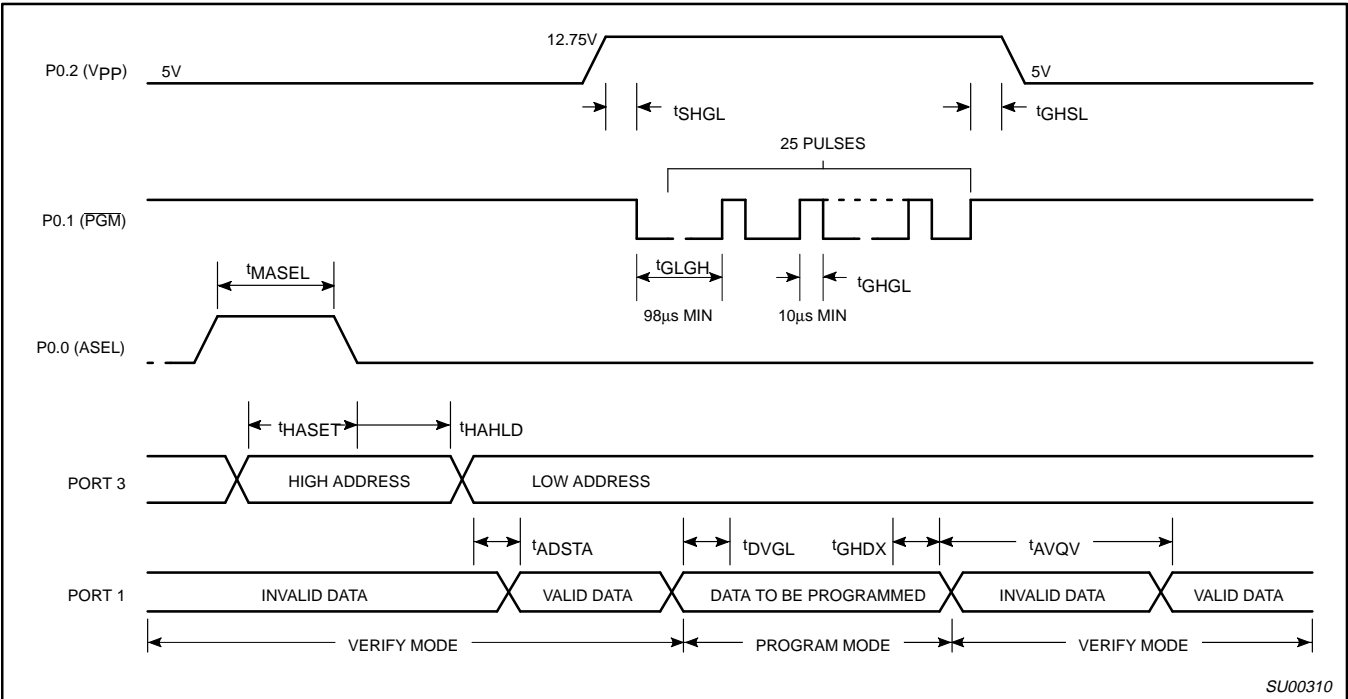 12.75V
P0.2 (VPP)
5V
5V
tSHGL
tGHSL
25 PULSES
P0.1 (P̅G̅M̅)
tMASEL
tGLGH
tGHGL
98µs MIN
10µs MIN
P0.0 (ASEL)
tHASET
tHAHLD
PORT 3
HIGH ADDRESS
LOW ADDRESS
tADSTA
tDVGL
tGHDX
tAVQV
PORT 1
INVALID DATA
VALID DATA
DATA TO BE PROGRAMMED
INVALID DATA
VALID DATA
VERIFY MODE
PROGRAM MODE
VERIFY MODE
SU00310